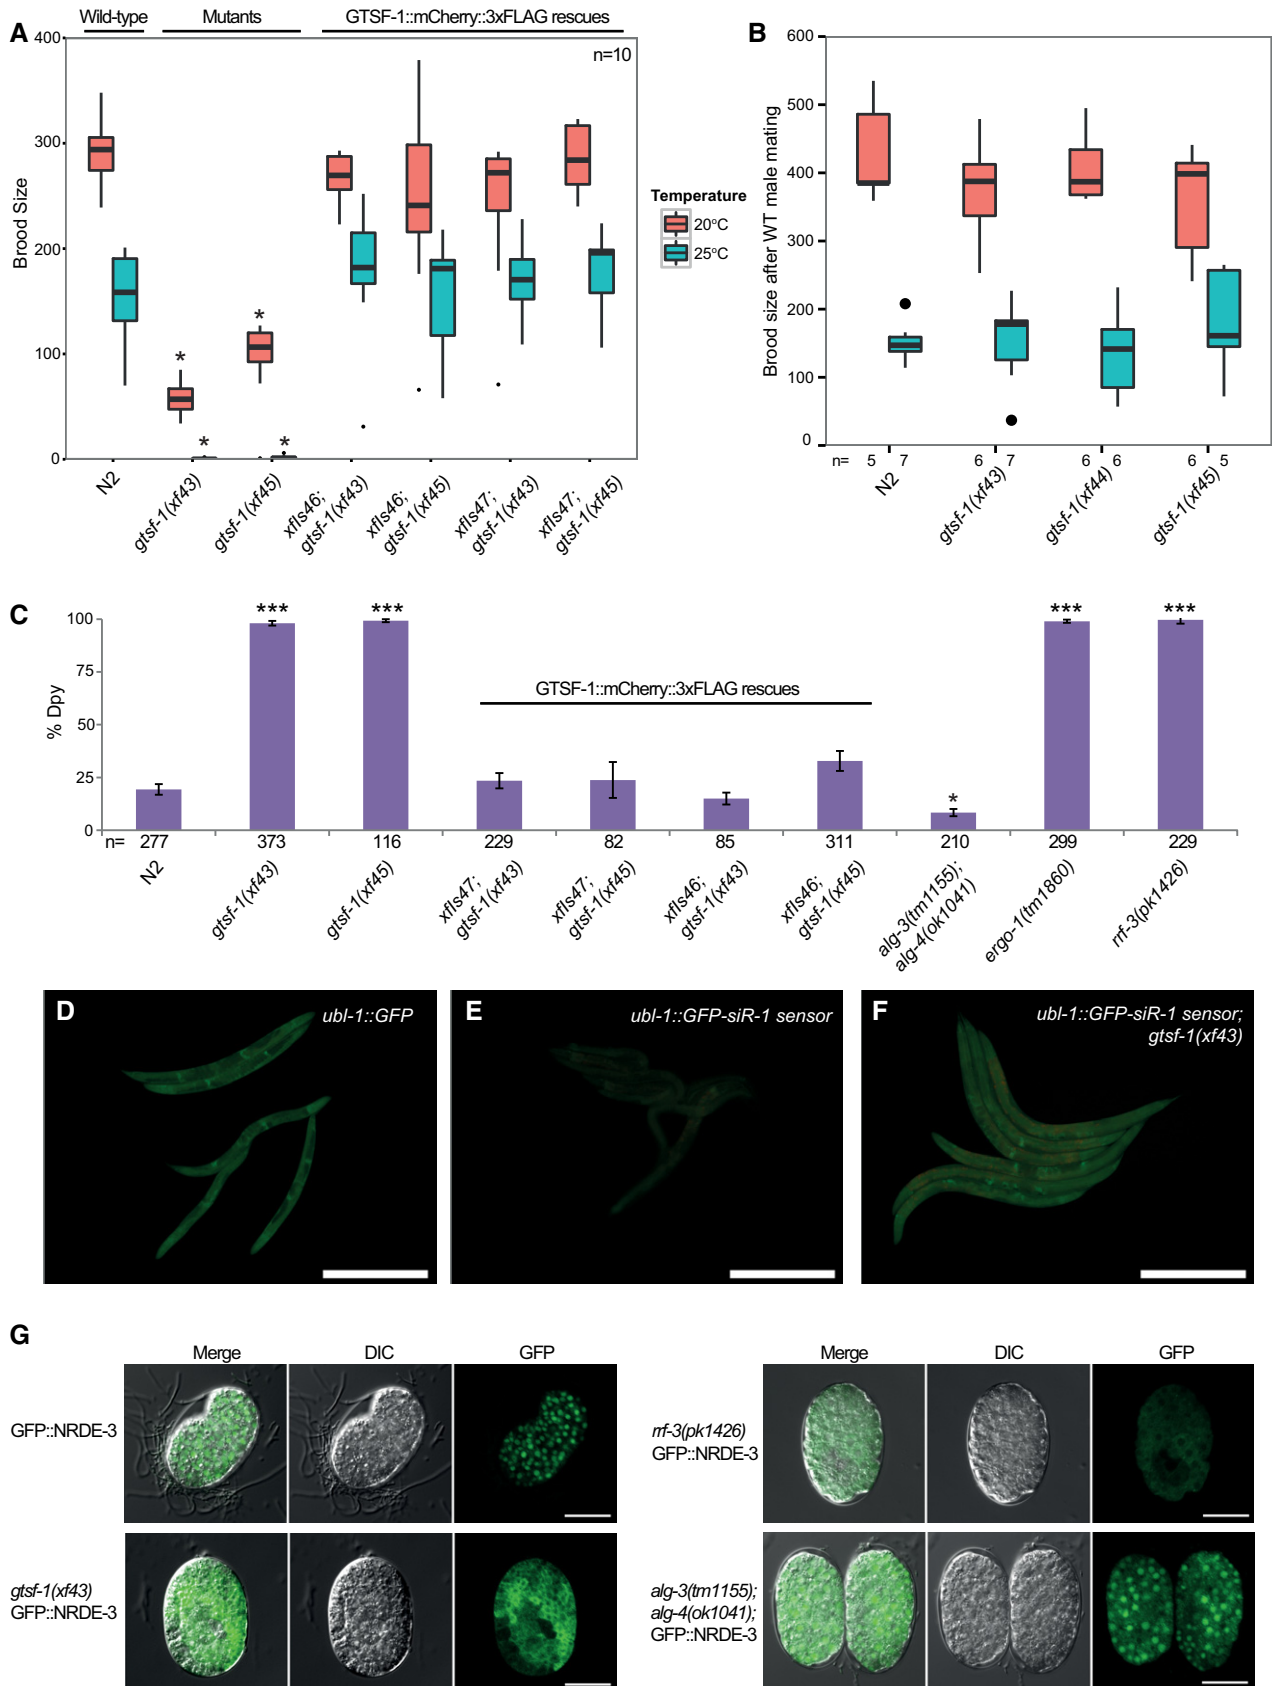 A
Wild-type
Mutants
GTSF-1::mCherry::3xFLAG rescues
n=10
Brood Size
400
300
200
100
0
N2
gtsf-1(xf43)
gtsf-1(xf45)
xfIs46;
gtsf-1(xf43)
xfIs46;
gtsf-1(xf45)
xfIs47;
gtsf-1(xf43)
xfIs47;
gtsf-1(xf45)
*
*
*
*
Temperature
20°C
25°C
B
Brood size after WT male mating
600
500
400
300
200
100
0
n= 5 7 6 7 6 6 6 5
N2
gtsf-1(xf43)
gtsf-1(xf44)
gtsf-1(xf45)
C
% Dpy
100
75
50
25
0
***
***
GTSF-1::mCherry::3xFLAG rescues
*
***
***
n= 277 373 116 229 82 85 311 210 299 229
N2
gtsf-1(xf43)
gtsf-1(xf45)
xfIs47;
gtsf-1(xf43)
xfIs47;
gtsf-1(xf45)
xfIs46;
gtsf-1(xf43)
xfIs46;
gtsf-1(xf45)
alg-3(tm1155);
alg-4(ok1041)
ergo-1(tm1860)
rrf-3(pk1426)
D
ubl-1::GFP
E
ubl-1::GFP-siR-1 sensor
F
ubl-1::GFP-siR-1 sensor;
gtsf-1(xf43)
G
Merge DIC GFP
GFP::NRDE-3
gtsf-1(xf43)
GFP::NRDE-3
Merge DIC GFP
rrf-3(pk1426)
GFP::NRDE-3
alg-3(tm1155);
alg-4(ok1041);
GFP::NRDE-3